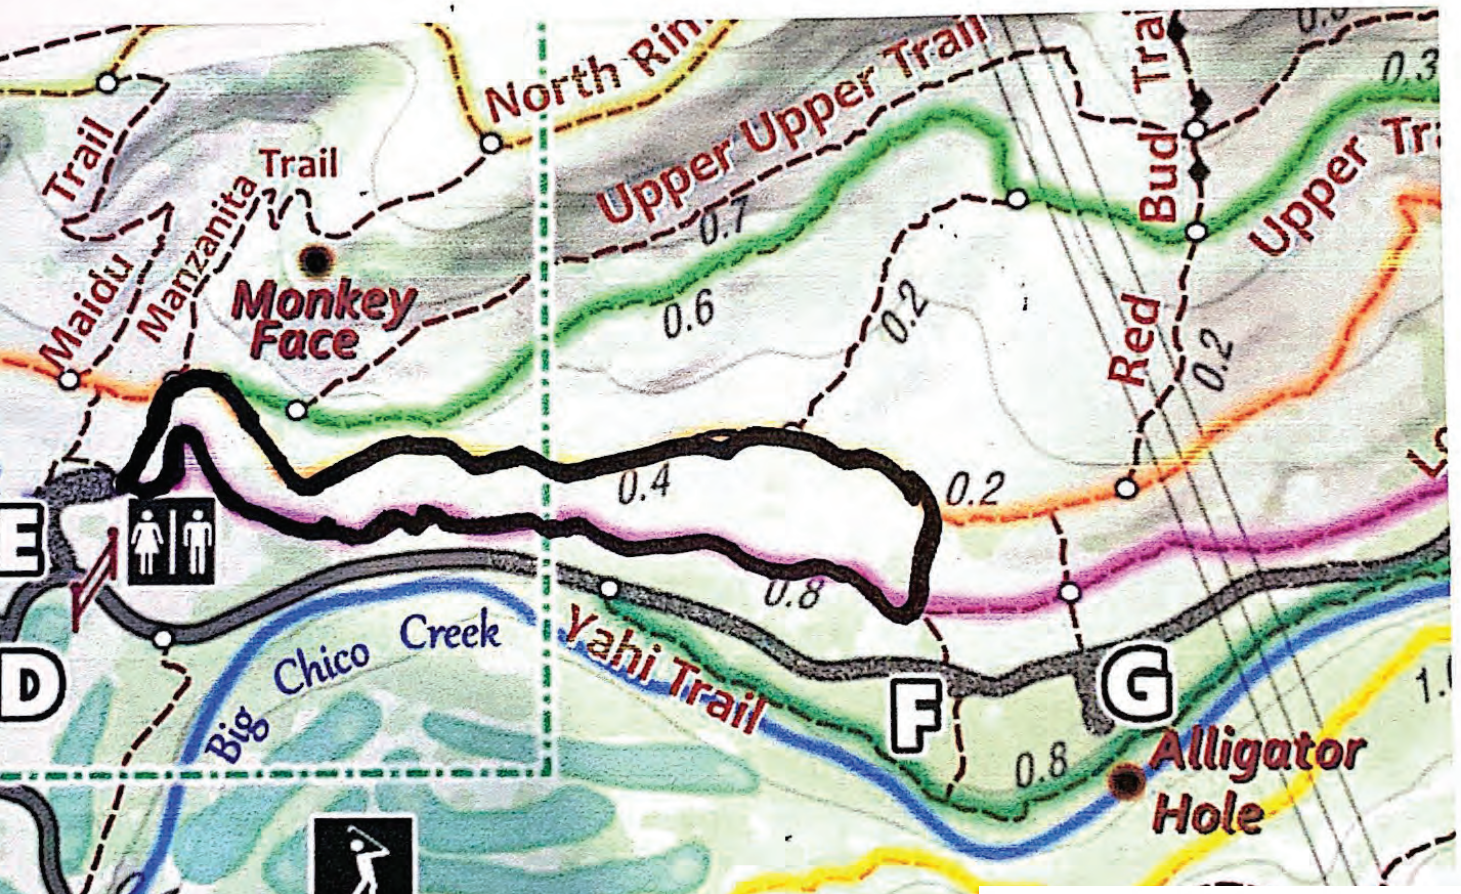 North Rin
Upper Upper Trail
Trail
Bud
0.3
Trail
Trail
Manzanita
Maidu
Monkey
Face
0.7
0.6
0.2
Upper
Red
0.2
0.4
0.2
E
0.8
Big Chico Creek
Yahi Trail
D
F
G
0.8
Alligator
Hole